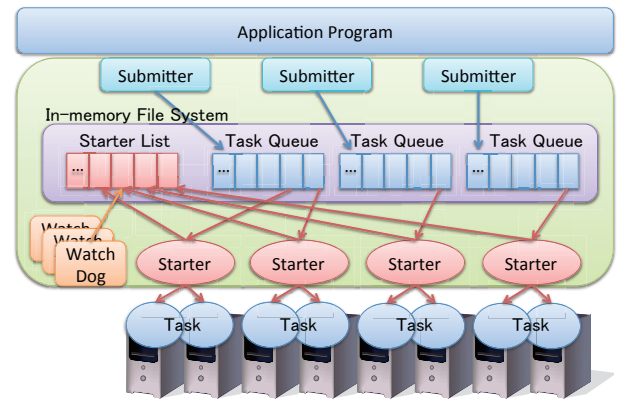 Application Program
Submitter Submitter Submitter
In-memory File System
Starter List Task Queue Task Queue Task Queue
... ... ... ...
Watch
Watch
Watch Dog
Starter Starter Starter Starter
Task Task Task Task